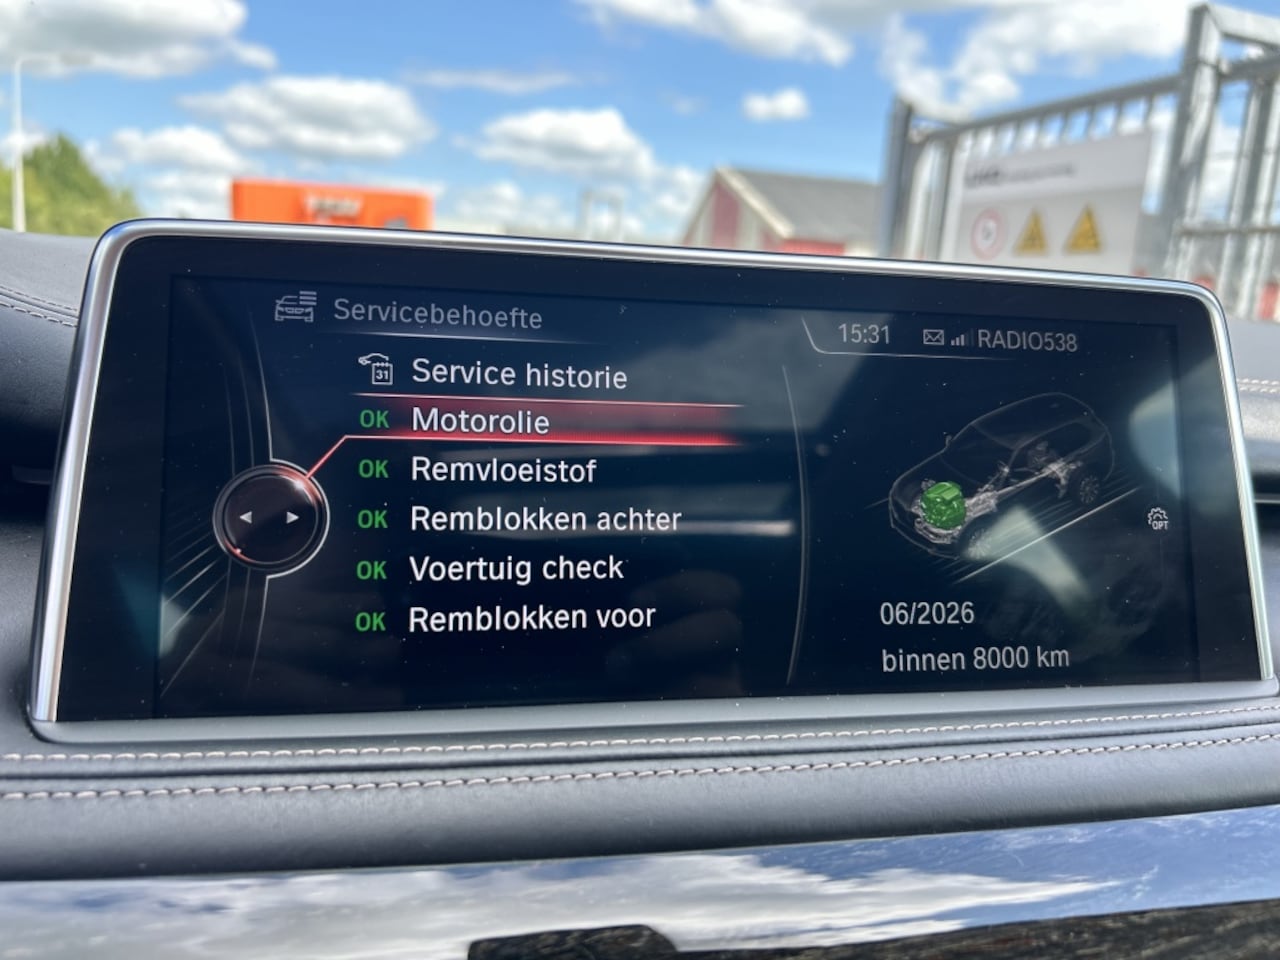 Servicebehoefte
15:31 RADIO538
31 Service historie
OK Motorolie
OK Remvloeistof
OK Remblokken achter
OK Voertuig check
OK Remblokken voor
OPT
06/2026
binnen 8000 km